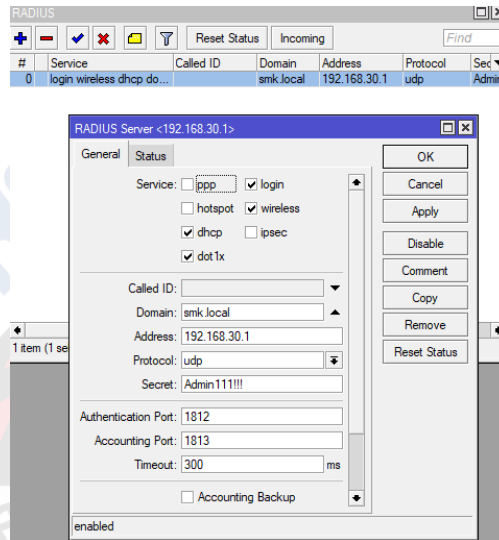 RADIUS
Reset Status Incoming Find
# Service Called ID Domain Address Protocol Sec
0 login wireless dhcp do... smk.local 192.168.30.1 udp Admin
RADIUS Server <192.168.30.1>
General Status
Service: ppp login
hotspot wireless
dhcp ipsec
dot1x
Called ID:
Domain: smk.local
Address: 192.168.30.1
Protocol: udp
Secret: Admin111!!!
Authentication Port: 1812
Accounting Port: 1813
Timeout: 300 ms
Accounting Backup
enabled
OK
Cancel
Apply
Disable
Comment
Copy
Remove
Reset Status
1 item (1 se